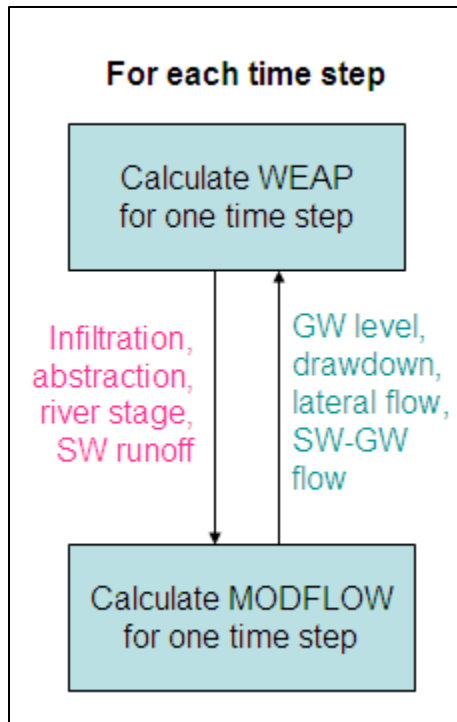 For each time step
Calculate WEAP
for one time step
Infiltration,
abstraction,
river stage,
SW runoff
GW level,
drawdown,
lateral flow,
SW-GW
flow
Calculate MODFLOW
for one time step